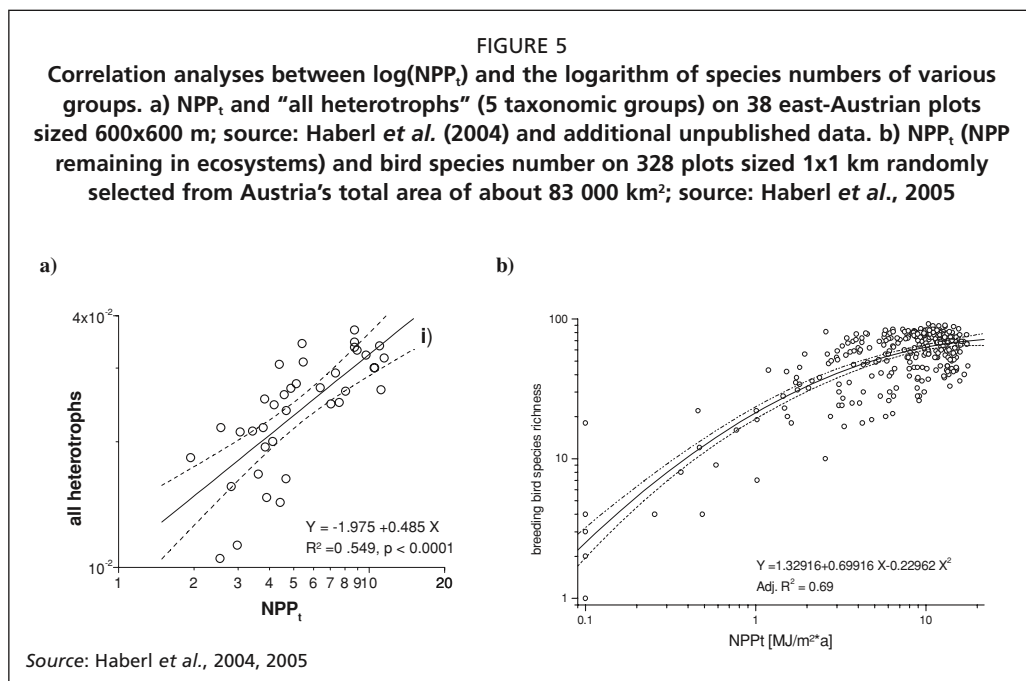 FIGURE 5
Correlation analyses between log(NPPₜ) and the logarithm of species numbers of various
groups. a) NPPₜ and "all heterotrophs" (5 taxonomic groups) on 38 east-Austrian plots
sized 600x600 m; source: Haberl et al. (2004) and additional unpublished data. b) NPPₜ (NPP
remaining in ecosystems) and bird species number on 328 plots sized 1x1 km randomly
selected from Austria's total area of about 83 000 km²; source: Haberl et al., 2005
a)
4x10⁻²
i)
all heterotrophs
Y = -1.975 +0.485 X
R² =0 .549, p < 0.0001
10⁻²
1 2 3 4 5 6 7 8 9 10 20
NPPₜ
b)
100
10
1
breeding bird species richness
Y=1.32916+0.69916 X-0.22962 X²
Adj. R² = 0.69
0.1 1 10
NPPt [MJ/m²*a]
Source: Haberl et al., 2004, 2005